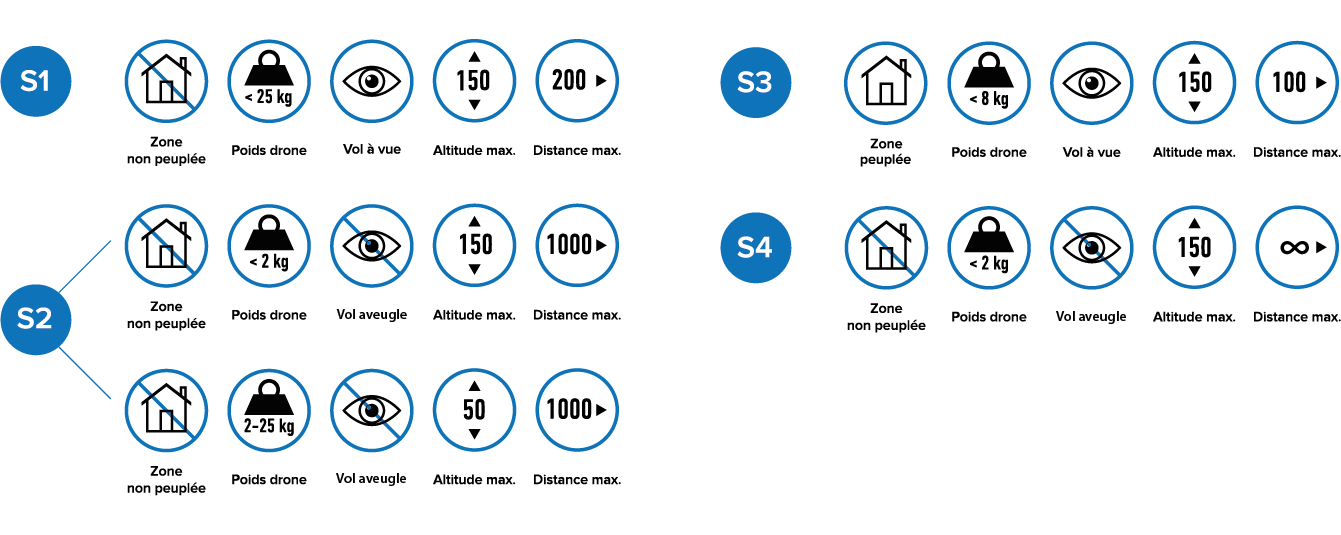 S1
< 25 kg
150
200
Zone
non peuplée
Poids drone
Vol à vue
Altitude max.
Distance max.
S2
< 2 kg
150
1000
Zone
non peuplée
Poids drone
Vol aveugle
Altitude max.
Distance max.
2-25 kg
50
1000
Zone
non peuplée
Poids drone
Vol aveugle
Altitude max.
Distance max.
S3
< 8 kg
150
100
Zone
peuplée
Poids drone
Vol à vue
Altitude max.
Distance max.
S4
< 2 kg
150
∞
Zone
non peuplée
Poids drone
Vol aveugle
Altitude max.
Distance max.